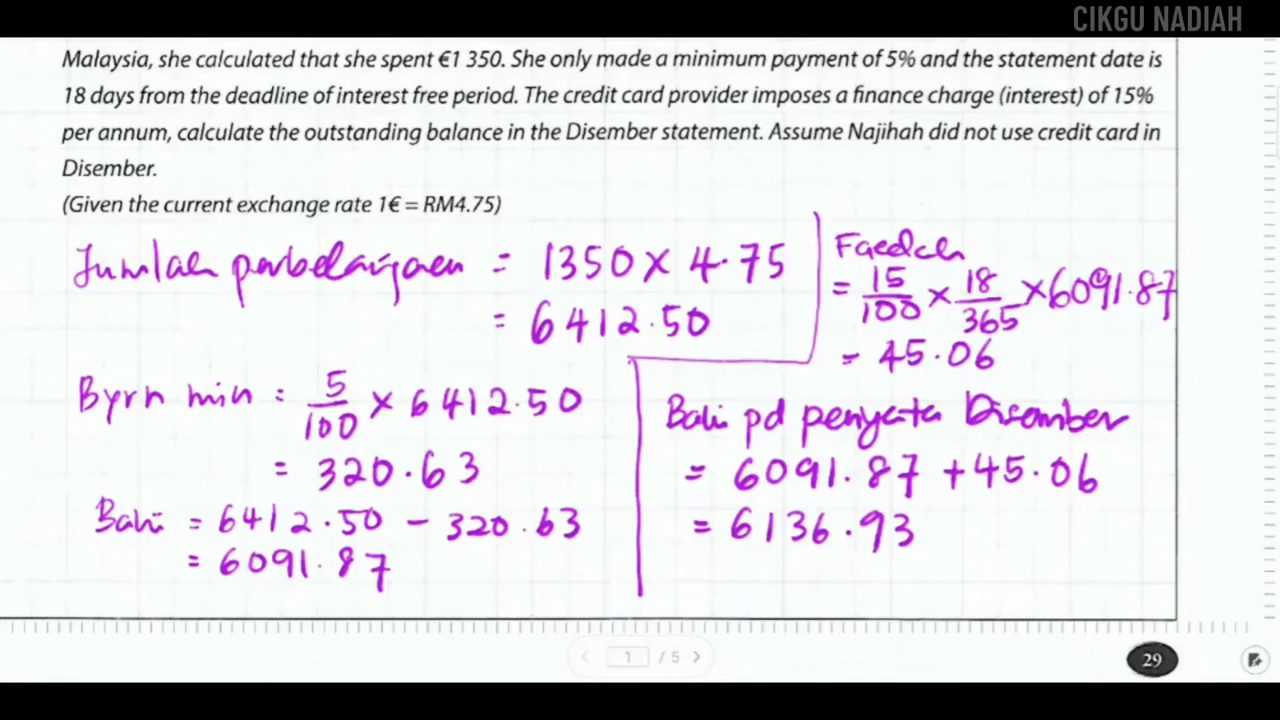 CIKGU NADIAH
Malaysia, she calculated that she spent €1 350. She only made a minimum payment of 5% and the statement date is
18 days from the deadline of interest free period. The credit card provider imposes a finance charge (interest) of 15%
per annum, calculate the outstanding balance in the Disember statement. Assume Najihah did not use credit card in
Disember.
(Given the current exchange rate 1€ = RM4.75)
Jumlah perbelanjaan = 1350 × 4.75
= 6412.50
Byrn min = 5/100 × 6412.50
= 320.63
Baki = 6412.50 - 320.63
= 6091.87
Faedah
= 15/100 × 18/365 × 6091.87
= 45.06
Baki pd penyata Disember
= 6091.87 + 45.06
= 6136.93
1 / 5
29